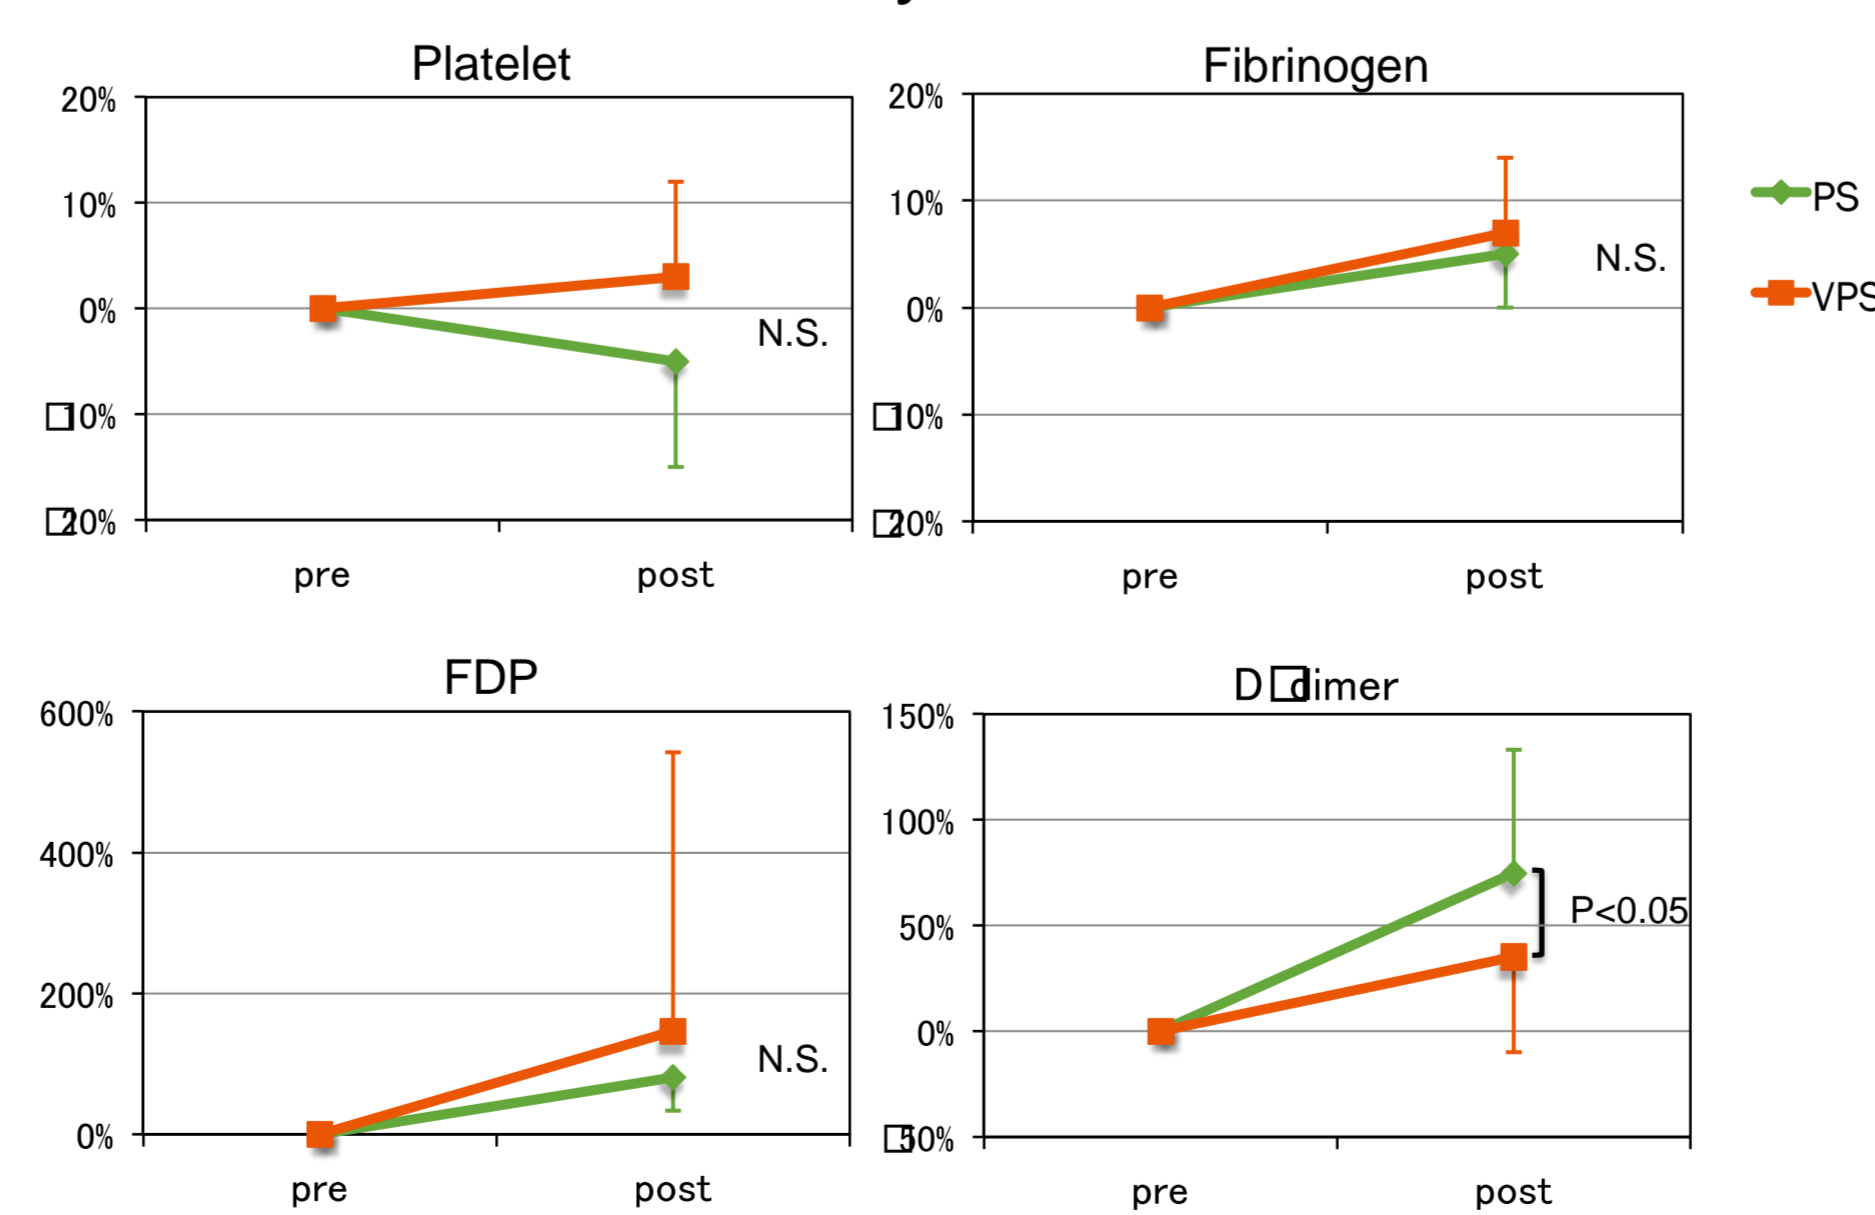 Platelet
20%
10%
0%
□10%
□20%
N.S.
pre
post
Fibrinogen
20%
10%
0%
□10%
□20%
N.S.
pre
post
PS
VPS
FDP
600%
400%
200%
0%
N.S.
pre
post
D□dimer
150%
100%
50%
0%
□50%
P<0.05
pre
post